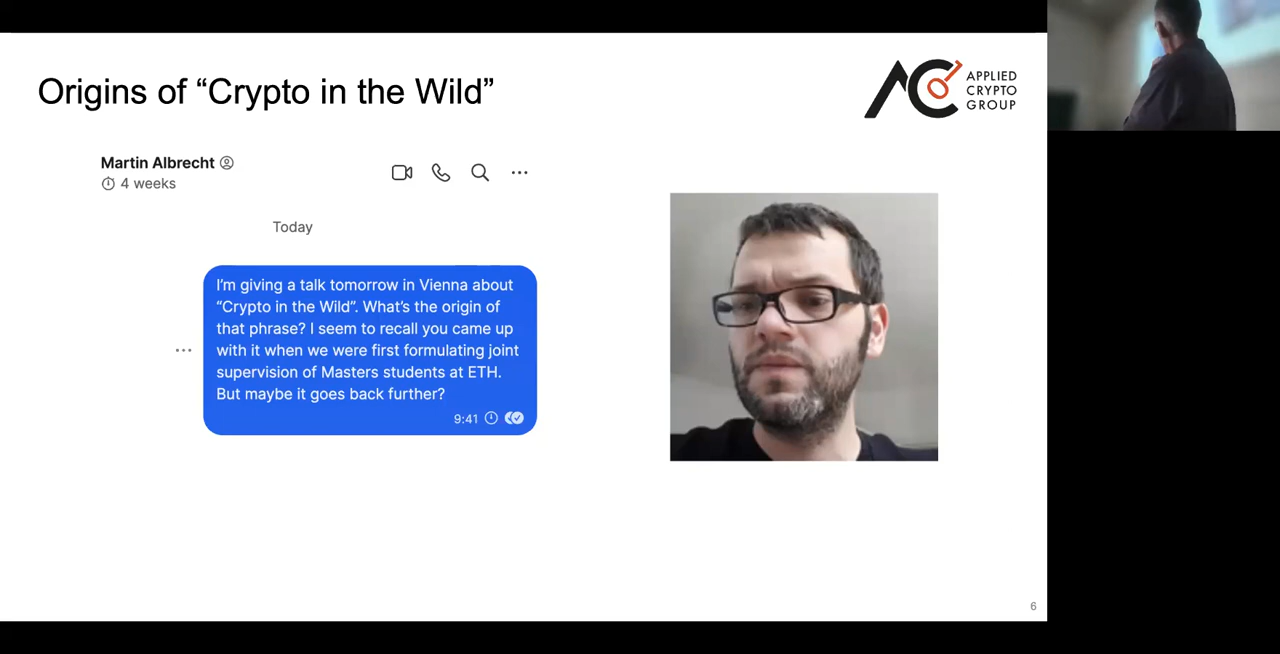 Origins of “Crypto in the Wild”
APPLIED
CRYPTO
GROUP
Martin Albrecht
4 weeks
Today
I’m giving a talk tomorrow in Vienna about
“Crypto in the Wild”. What’s the origin of
that phrase? I seem to recall you came up
with it when we were first formulating joint
supervision of Masters students at ETH.
But maybe it goes back further?
9:41
6